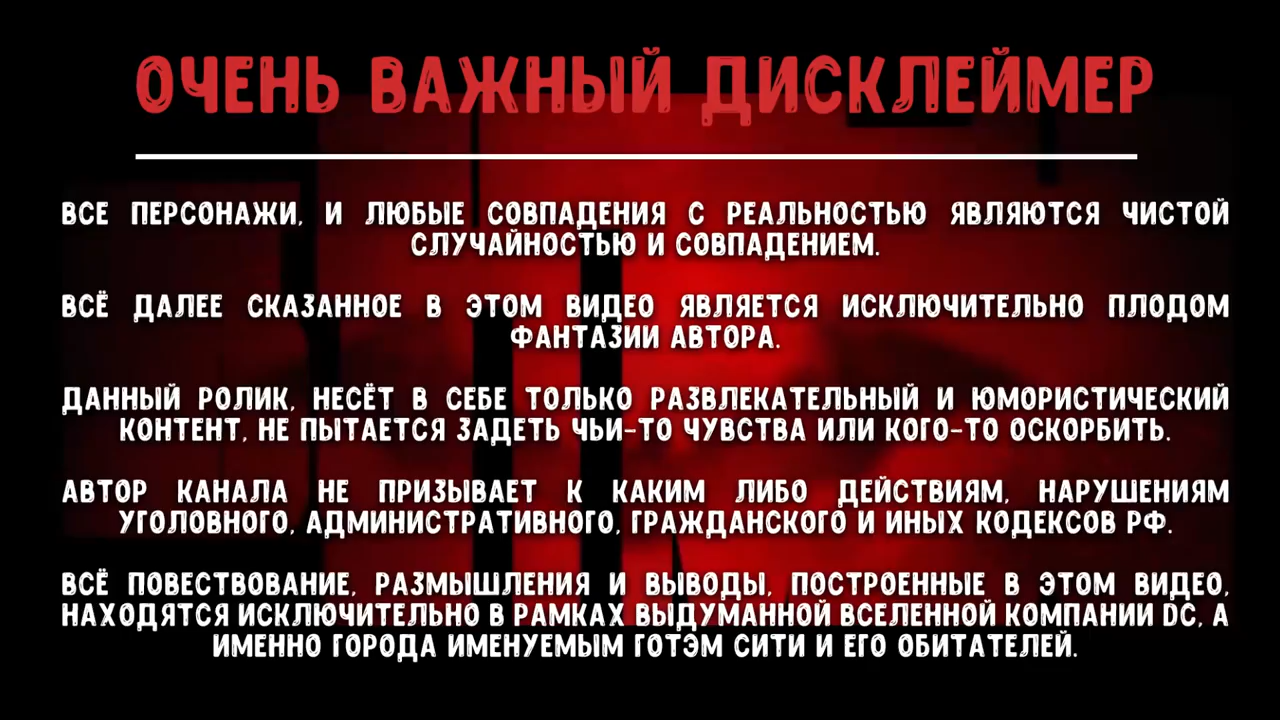 ОЧЕНЬ ВАЖНЫЙ ДИСКЛЕЙМЕР
ВСЕ ПЕРСОНАЖИ, И ЛЮБЫЕ СОВПАДЕНИЯ С РЕАЛЬНОСТЬЮ ЯВЛЯЮТСЯ ЧИСТОЙ
СЛУЧАЙНОСТЬЮ И СОВПАДЕНИЕМ.
ВСЁ ДАЛЕЕ СКАЗАННОЕ В ЭТОМ ВИДЕО ЯВЛЯЕТСЯ ИСКЛЮЧИТЕЛЬНО ПЛОДОМ
ФАНТАЗИИ АВТОРА.
ДАННЫЙ РОЛИК, НЕСЁТ В СЕБЕ ТОЛЬКО РАЗВЛЕКАТЕЛЬНЫЙ И ЮМОРИСТИЧЕСКИЙ
КОНТЕНТ, НЕ ПЫТАЕТСЯ ЗАДЕТЬ ЧЬИ-ТО ЧУВСТВА ИЛИ КОГО-ТО ОСКОРБИТЬ.
АВТОР КАНАЛА НЕ ПРИЗЫВАЕТ К КАКИМ ЛИБО ДЕЙСТВИЯМ, НАРУШЕНИЯМ
УГОЛОВНОГО, АДМИНИСТРАТИВНОГО, ГРАЖДАНСКОГО И ИНЫХ КОДЕКСОВ РФ.
ВСЁ ПОВЕСТВОВАНИЕ, РАЗМЫШЛЕНИЯ И ВЫВОДЫ, ПОСТРОЕННЫЕ В ЭТОМ ВИДЕО,
НАХОДЯТСЯ ИСКЛЮЧИТЕЛЬНО В РАМКАХ ВЫДУМАННОЙ ВСЕЛЕННОЙ КОМПАНИИ DC, А
ИМЕННО ГОРОДА ИМЕНУЕМЫМ ГОТЭМ СИТИ И ЕГО ОБИТАТЕЛЕЙ.